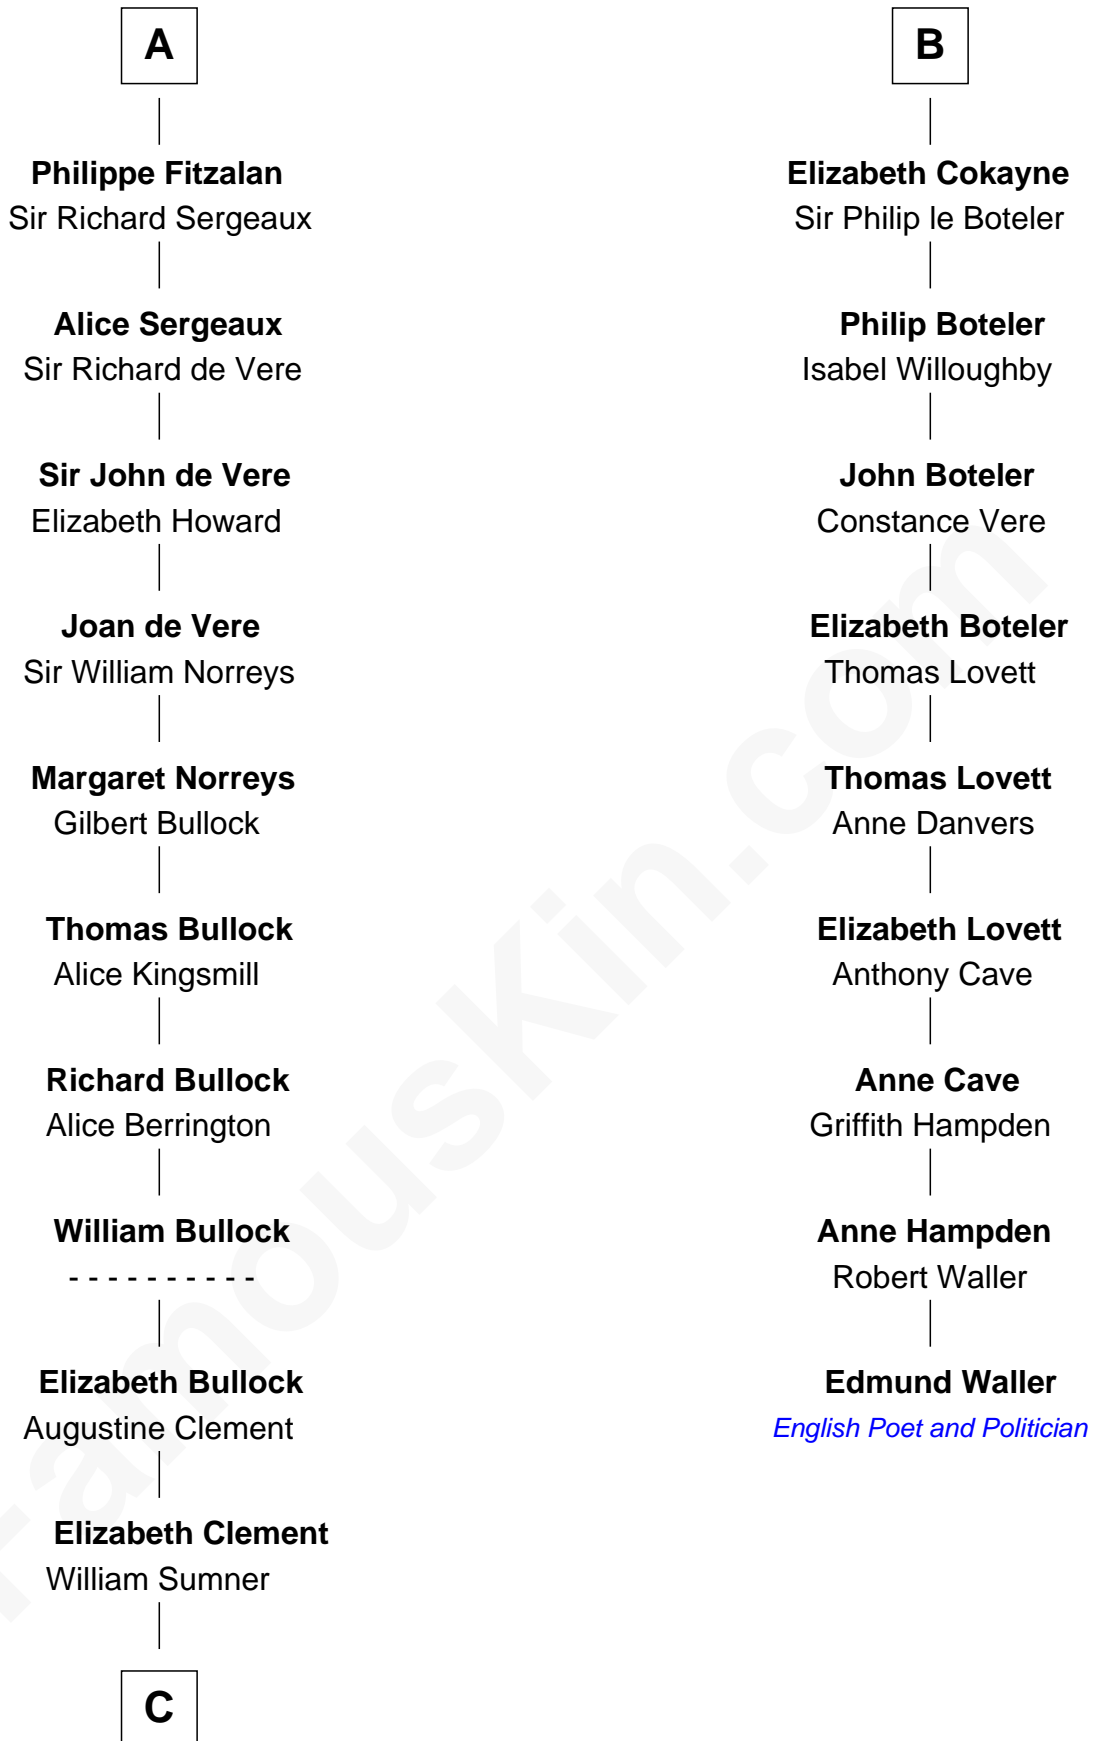 A
Philippe Fitzalan
Sir Richard Sergeaux
Alice Sergeaux
Sir Richard de Vere
Sir John de Vere
Elizabeth Howard
Joan de Vere
Sir William Norreys
Margaret Norreys
Gilbert Bullock
Thomas Bullock
Alice Kingsmill
Richard Bullock
Alice Berrington
William Bullock
- - - - - - - - - -
Elizabeth Bullock
Augustine Clement
Elizabeth Clement
William Sumner
C
B
Elizabeth Cokayne
Sir Philip le Boteler
Philip Boteler
Isabel Willoughby
John Boteler
Constance Vere
Elizabeth Boteler
Thomas Lovett
Thomas Lovett
Anne Danvers
Elizabeth Lovett
Anthony Cave
Anne Cave
Griffith Hampden
Anne Hampden
Robert Waller
Edmund Waller
English Poet and Politician
FamousKin.com